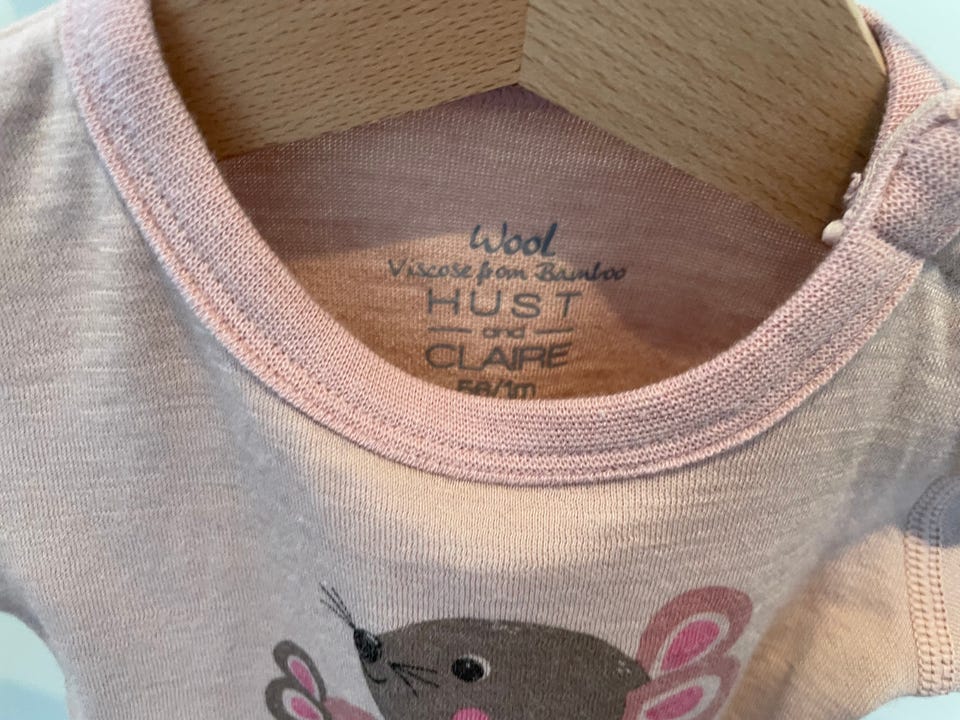 Wool
Viscose from Bamboo
HUST
and
CLAIRE
56/1m